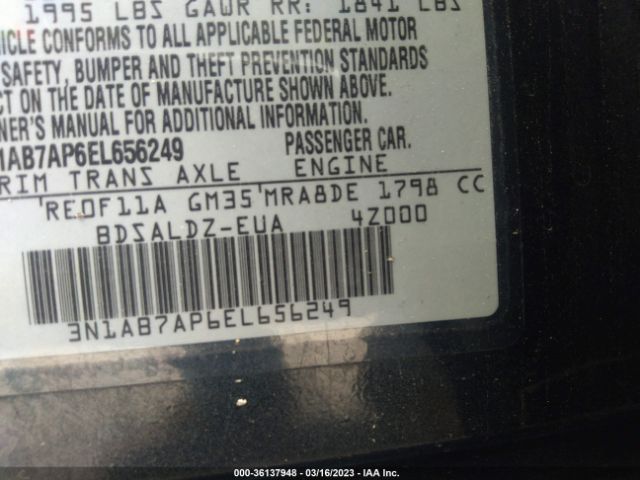 1995 LBS GAWR RR: 1841 LBS
HICLE CONFORMS TO ALL APPLICABLE FEDERAL MOTOR
SAFETY, BUMPER AND THEFT PREVENTION STANDARDS
CT ON THE DATE OF MANUFACTURE SHOWN ABOVE.
NER'S MANUAL FOR ADDITIONAL INFORMATION.
1AB7AP6EL656249 PASSENGER CAR.
RIM TRANS AXLE ENGINE
'RE0F11A GM35'MRA8DE 1798 CC
BDSALDZ-EUA 4Z000
3N1AB7AP6EL656249
000-36137948 - 03/16/2023 - IAA Inc.